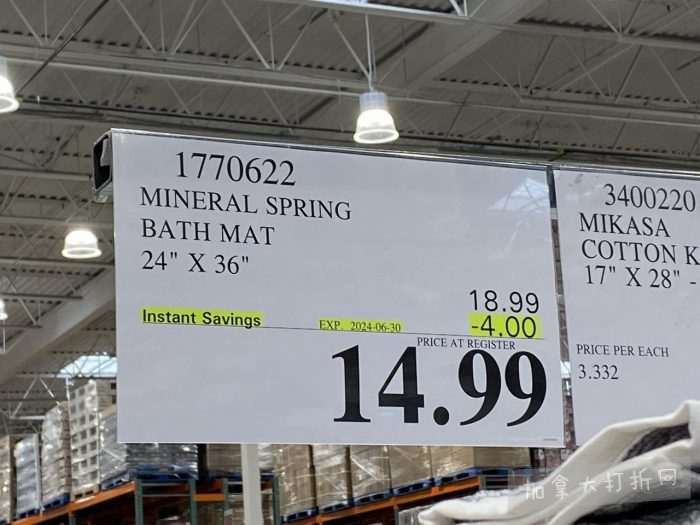 1770622
MINERAL SPRING
BATH MAT
24" X 36"
18.99
Instant Savings EXP. 2024-06-30 -4.00
PRICE AT REGISTER
14.99
3400220
MIKASA
COTTON K
17" X 28" -
PRICE PER EACH
3.332
加拿大打折网